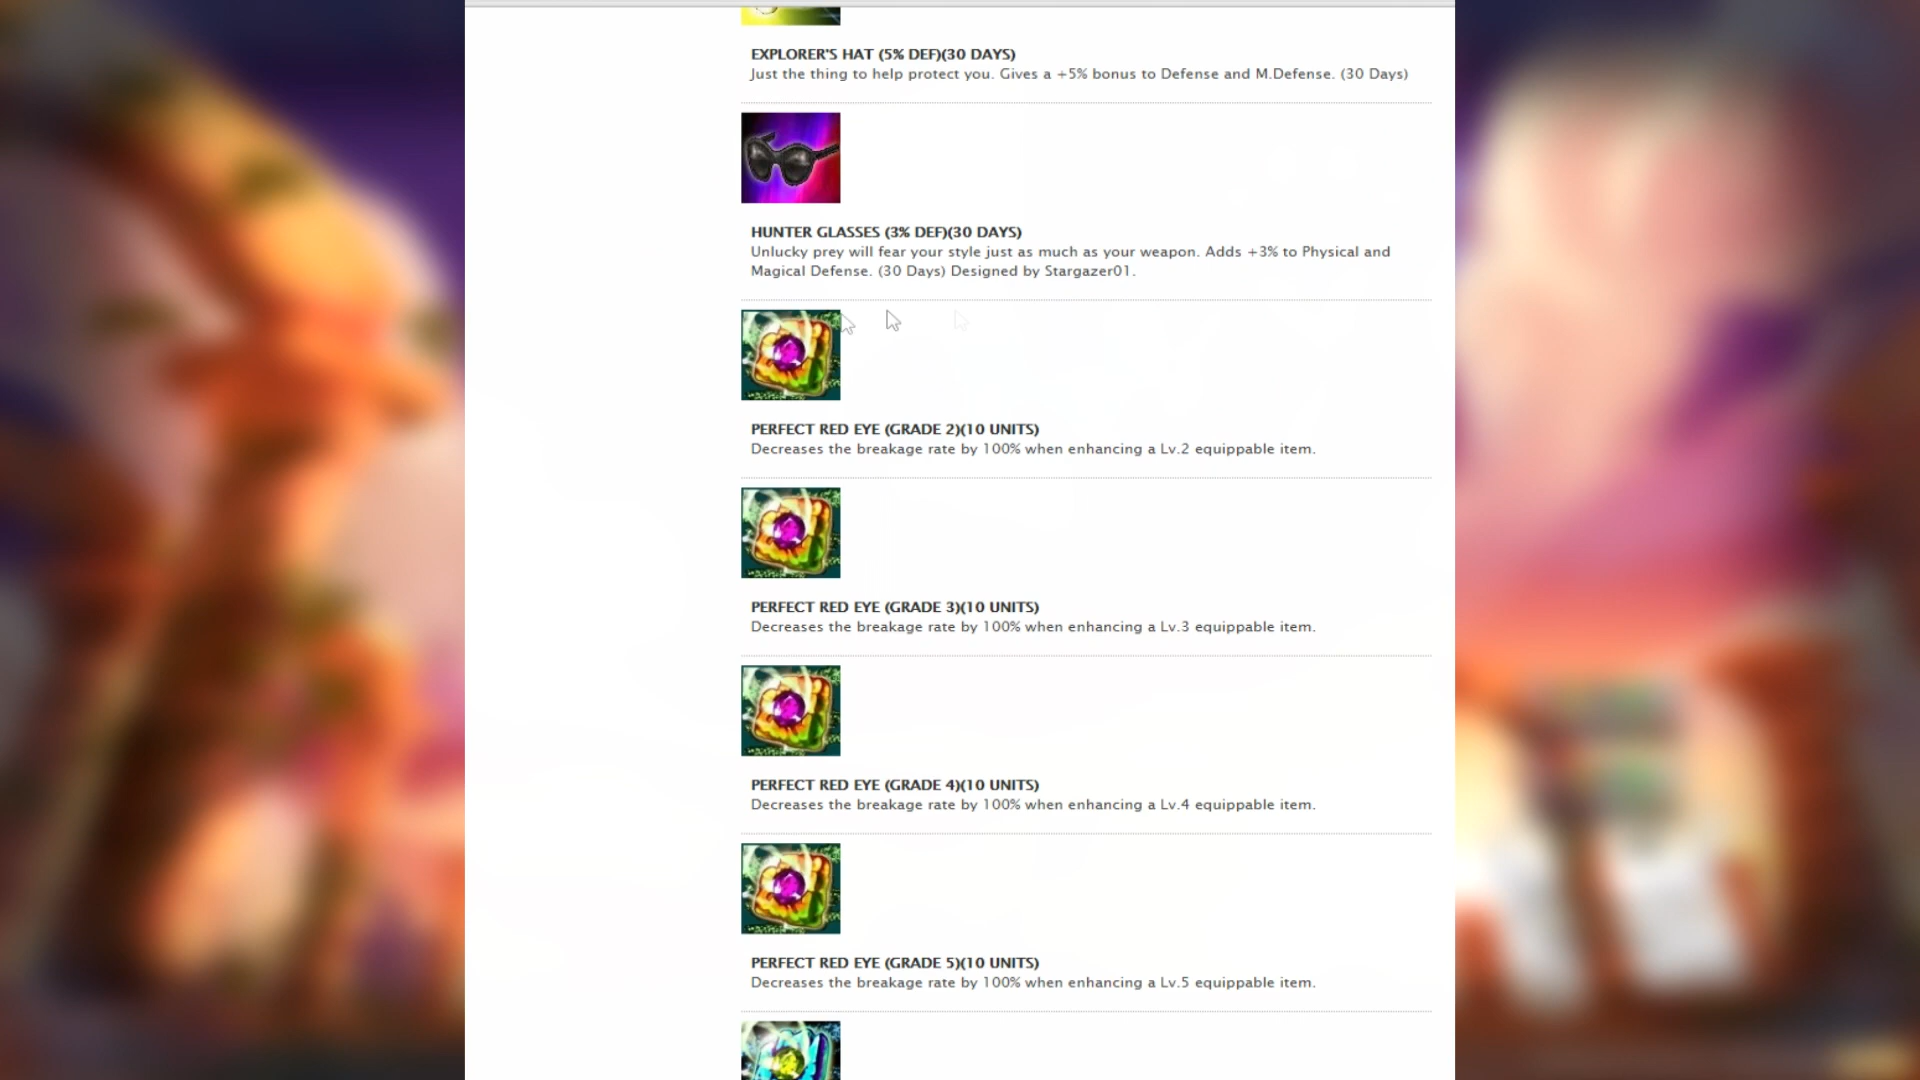 EXPLORER'S HAT (5% DEF)(30 DAYS)
Just the thing to help protect you. Gives a +5% bonus to Defense and M.Defense. (30 Days)
HUNTER GLASSES (3% DEF)(30 DAYS)
Unlucky prey will fear your style just as much as your weapon. Adds +3% to Physical and
Magical Defense. (30 Days) Designed by Stargazer01.
PERFECT RED EYE (GRADE 2)(10 UNITS)
Decreases the breakage rate by 100% when enhancing a Lv.2 equippable item.
PERFECT RED EYE (GRADE 3)(10 UNITS)
Decreases the breakage rate by 100% when enhancing a Lv.3 equippable item.
PERFECT RED EYE (GRADE 4)(10 UNITS)
Decreases the breakage rate by 100% when enhancing a Lv.4 equippable item.
PERFECT RED EYE (GRADE 5)(10 UNITS)
Decreases the breakage rate by 100% when enhancing a Lv.5 equippable item.